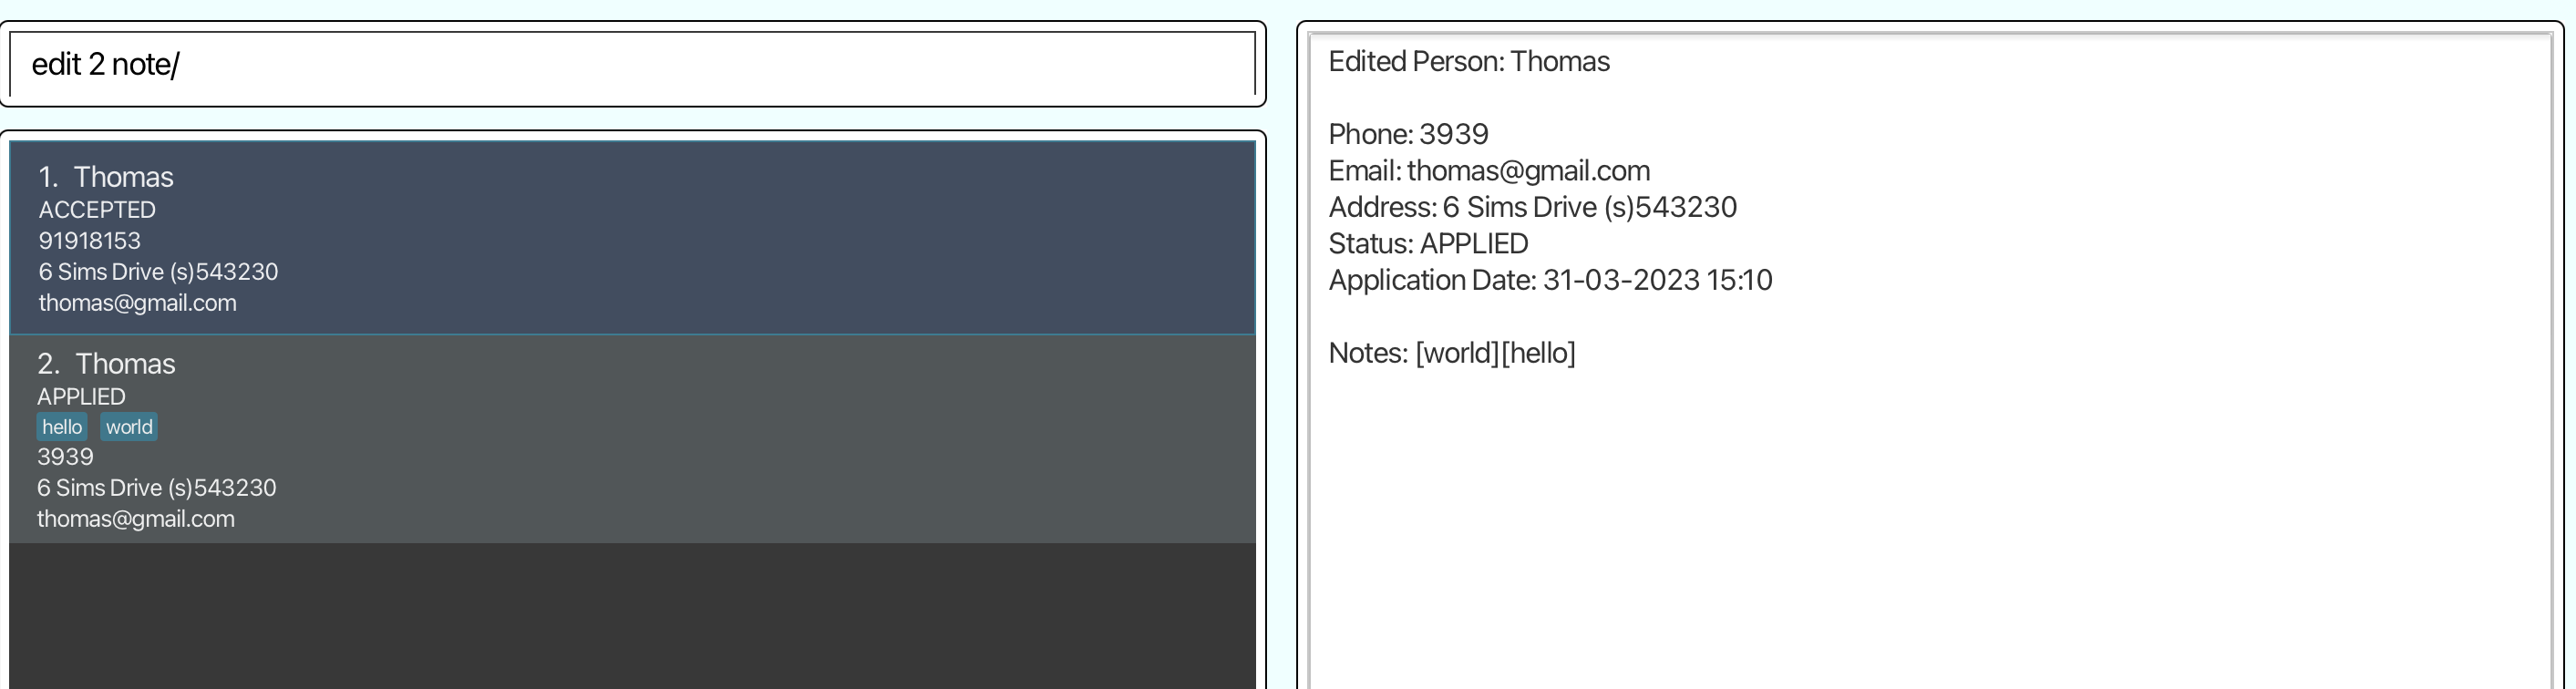 edit 2 note/
1. Thomas
ACCEPTED
91918153
6 Sims Drive (s)543230
thomas@gmail.com
2. Thomas
APPLIED
hello world
3939
6 Sims Drive (s)543230
thomas@gmail.com
Edited Person: Thomas
Phone: 3939
Email: thomas@gmail.com
Address: 6 Sims Drive (s)543230
Status: APPLIED
Application Date: 31-03-2023 15:10
Notes: [world][hello]